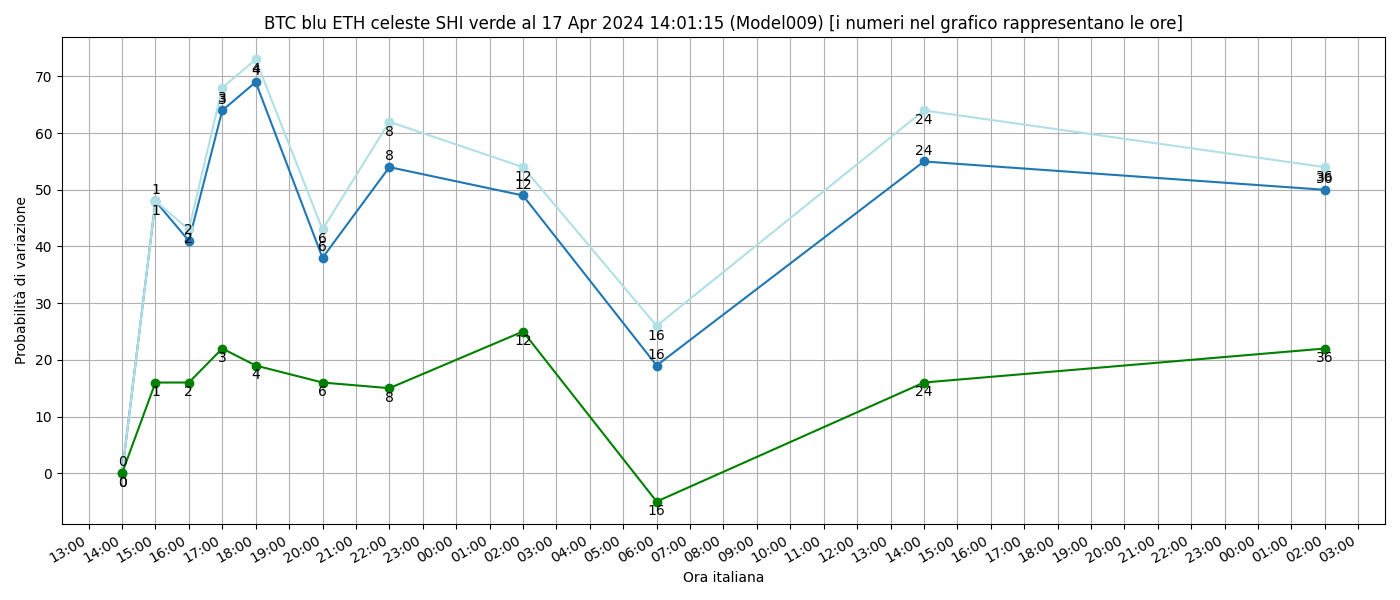 BTC blu ETH celeste SHI verde al 17 Apr 2024 14:01:15 (Model009) [i numeri nel grafico rappresentano le ore]
Probabilità di variazione
70
60
50
40
30
20
10
0
0 1 2 3 4 6 8 12 16 24 36
0 1 2 3 4 6 8 12 16 24 36
0 1 2 3 4 6 8 12 16 24 36
13:00 14:00 15:00 16:00 17:00 18:00 19:00 20:00 21:00 22:00 23:00 00:00 01:00 02:00 03:00 04:00 05:00 06:00 07:00 08:00 09:00 10:00 11:00 12:00 13:00 14:00 15:00 16:00 17:00 18:00 19:00 20:00 21:00 22:00 23:00 00:00 01:00 02:00 03:00
Ora italiana